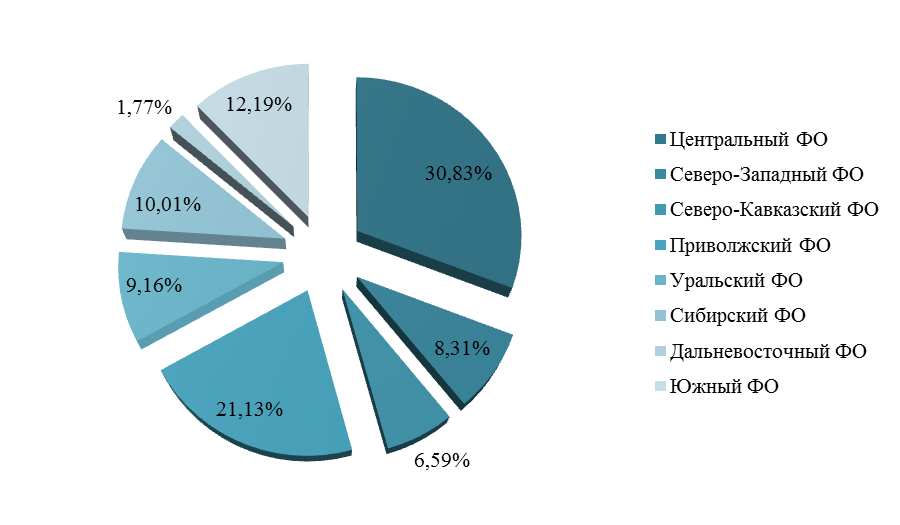 1,77%
12,19%
30,83%
10,01%
9,16%
8,31%
21,13%
6,59%
Центральный ФО
Северо-Западный ФО
Северо-Кавказский ФО
Приволжский ФО
Уральский ФО
Сибирский ФО
Дальневосточный ФО
Южный ФО